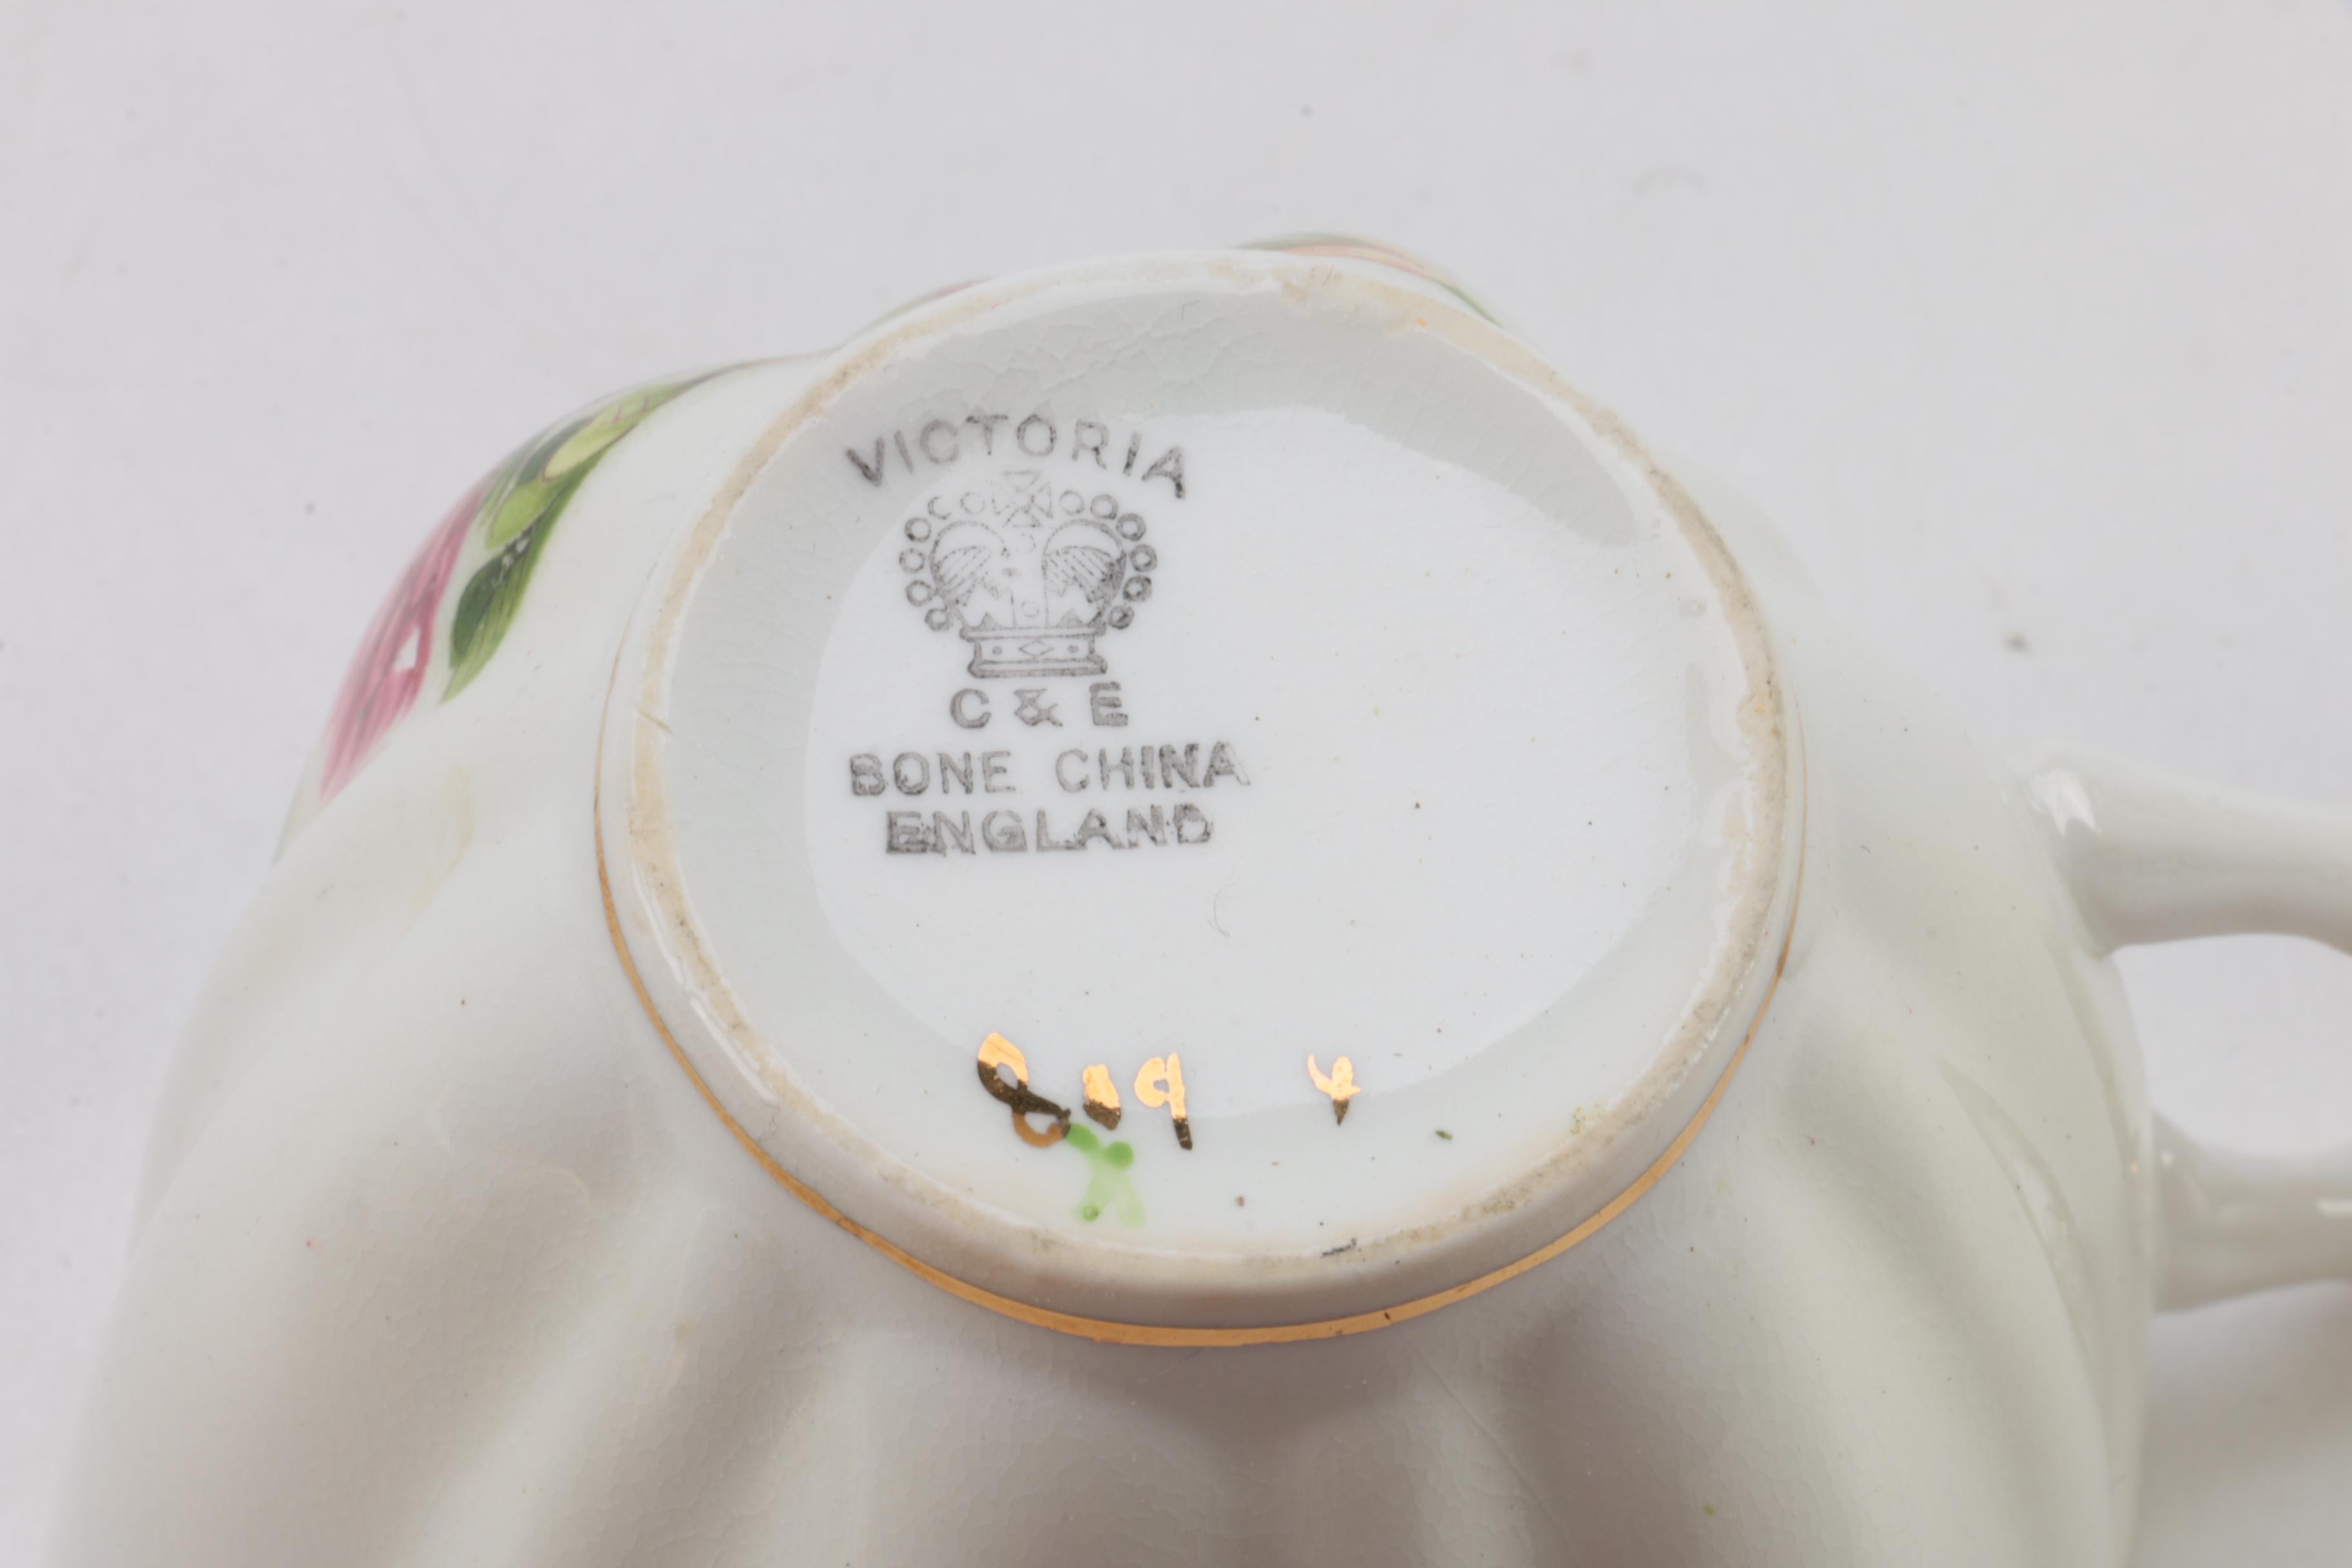 VICTORIA
C & E
BONE CHINA
ENGLAND